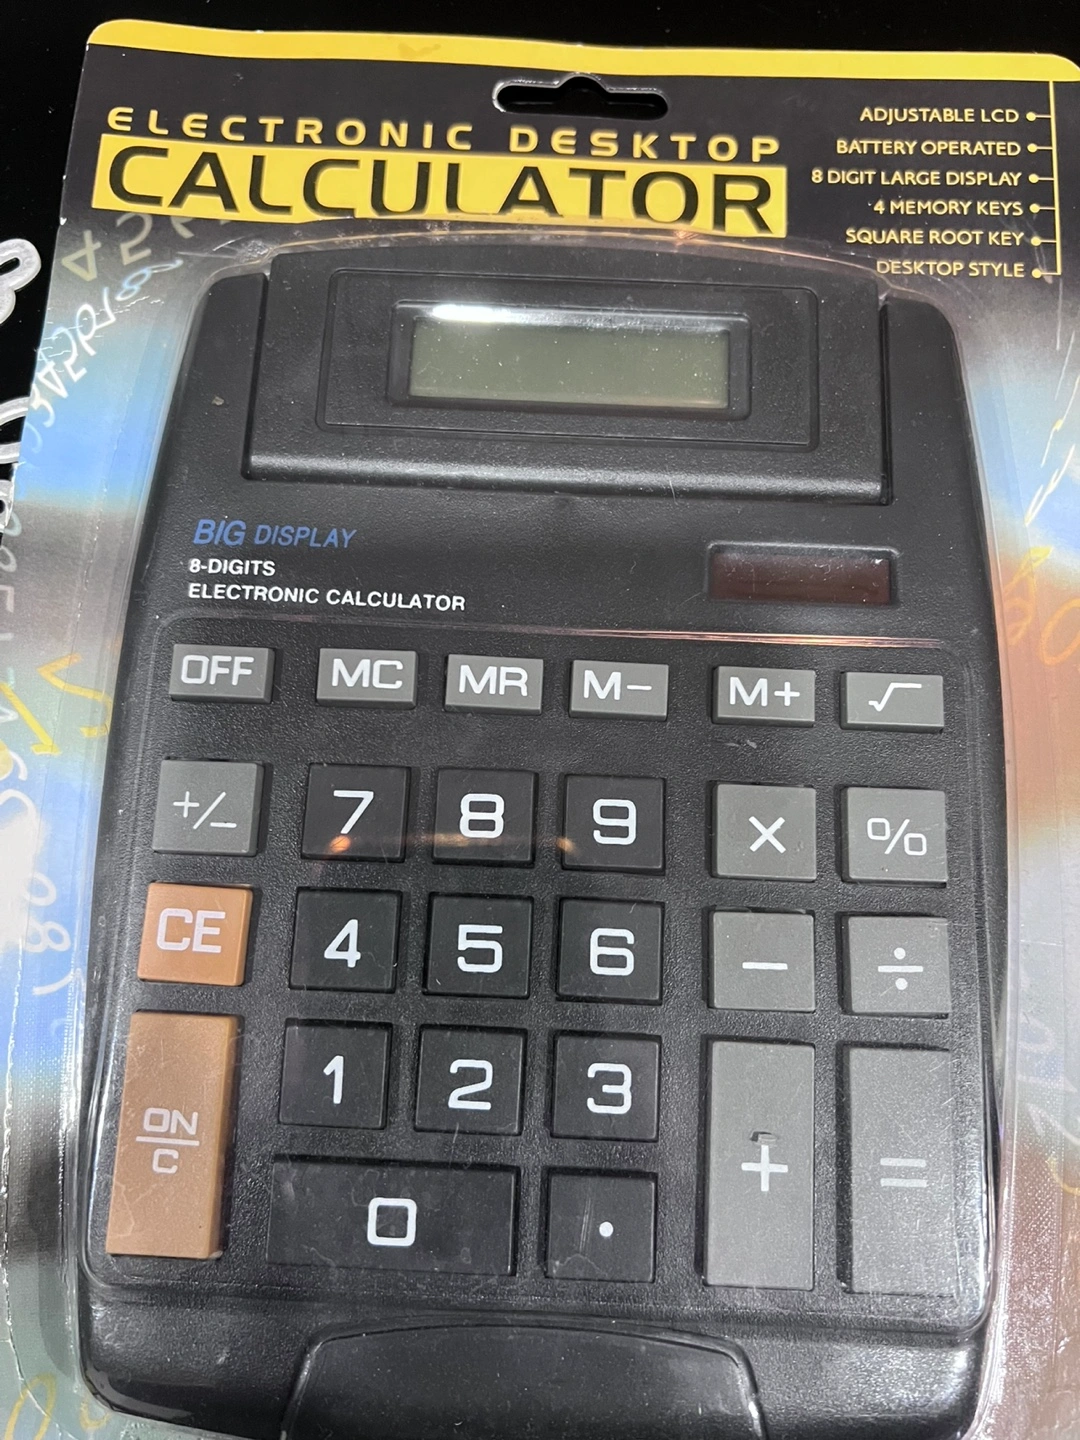 ELECTRONIC DESKTOP
CALCULATOR
ADJUSTABLE LCD
BATTERY OPERATED
8 DIGIT LARGE DISPLAY
4 MEMORY KEYS
SQUARE ROOT KEY
DESKTOP STYLE
BIG DISPLAY
8-DIGITS
ELECTRONIC CALCULATOR
OFF MC MR M− M+ √
+/− 7 8 9 × %
CE 4 5 6 − ÷
ON/C 1 2 3 + =
0 .